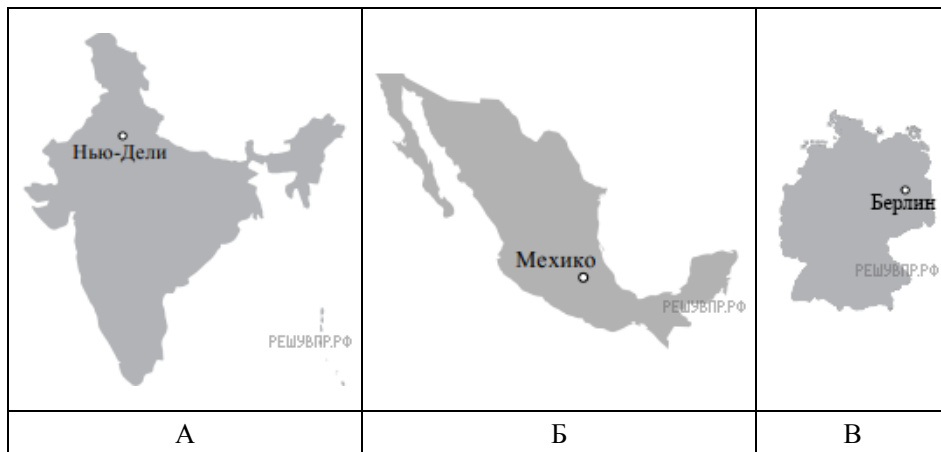 Нью-Дели
РЕШУВПР.РФ
Мехико
РЕШУВПР.РФ
Берлин
РЕШУВПР.РФ
А
Б
В